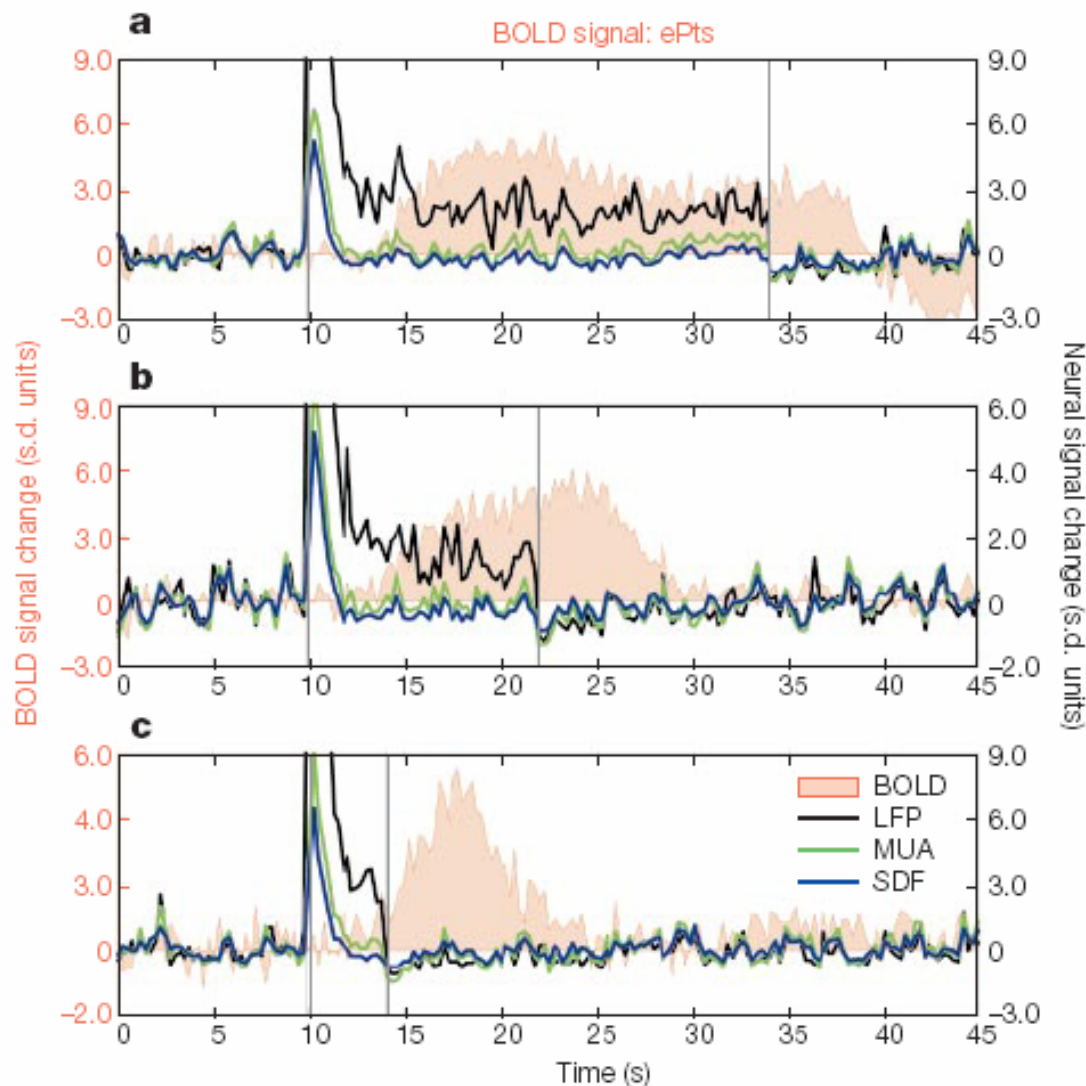 a
BOLD signal: ePts
9.0 9.0
6.0 6.0
3.0 3.0
0 0
–3.0 –3.0
0 5 10 15 20 25 30 35 40 45
b
9.0 6.0
6.0 4.0
3.0 2.0
0 0
–3.0 –2.0
0 5 10 15 20 25 30 35 40 45
c
6.0 9.0
4.0 6.0
3.0 3.0
0 0
–2.0 –3.0
0 5 10 15 20 25 30 35 40 45
BOLD
LFP
MUA
SDF
Time (s)
BOLD signal change (s.d. units)
Neural signal change (s.d. units)